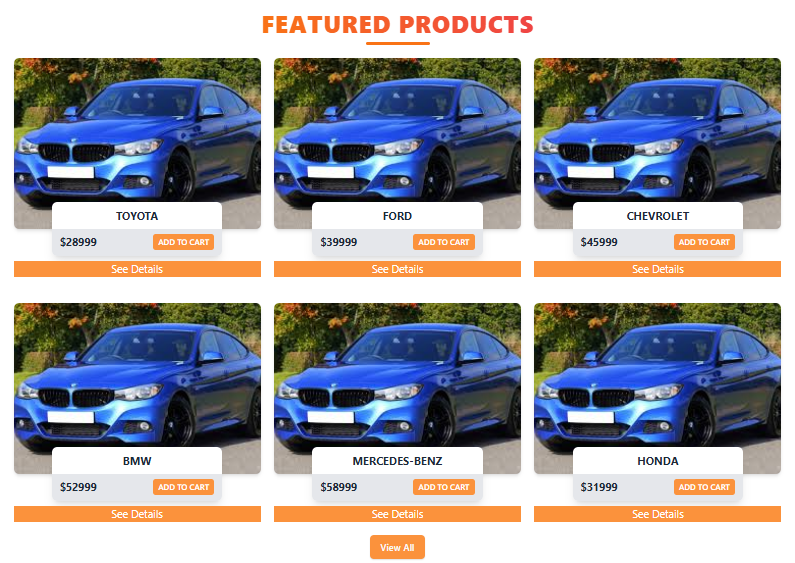 FEATURED PRODUCTS
TOYOTA
$28999 ADD TO CART
See Details
FORD
$39999 ADD TO CART
See Details
CHEVROLET
$45999 ADD TO CART
See Details
BMW
$52999 ADD TO CART
See Details
MERCEDES-BENZ
$58999 ADD TO CART
See Details
HONDA
$31999 ADD TO CART
See Details
View All